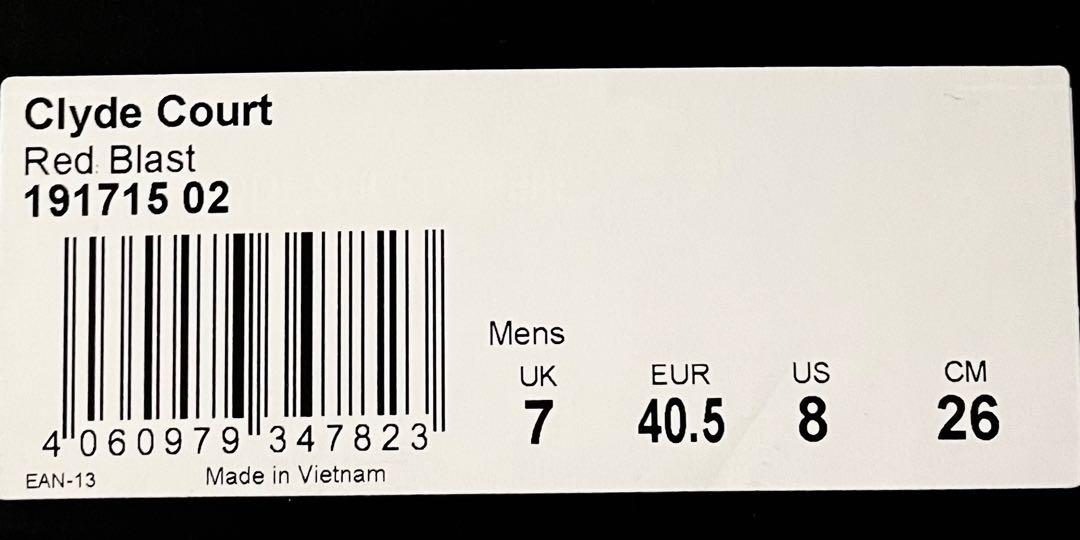 Clyde Court
Red Blast
191715 02
4 060979 347823
EAN-13
Made in Vietnam
Mens
UK EUR US CM
7 40.5 8 26